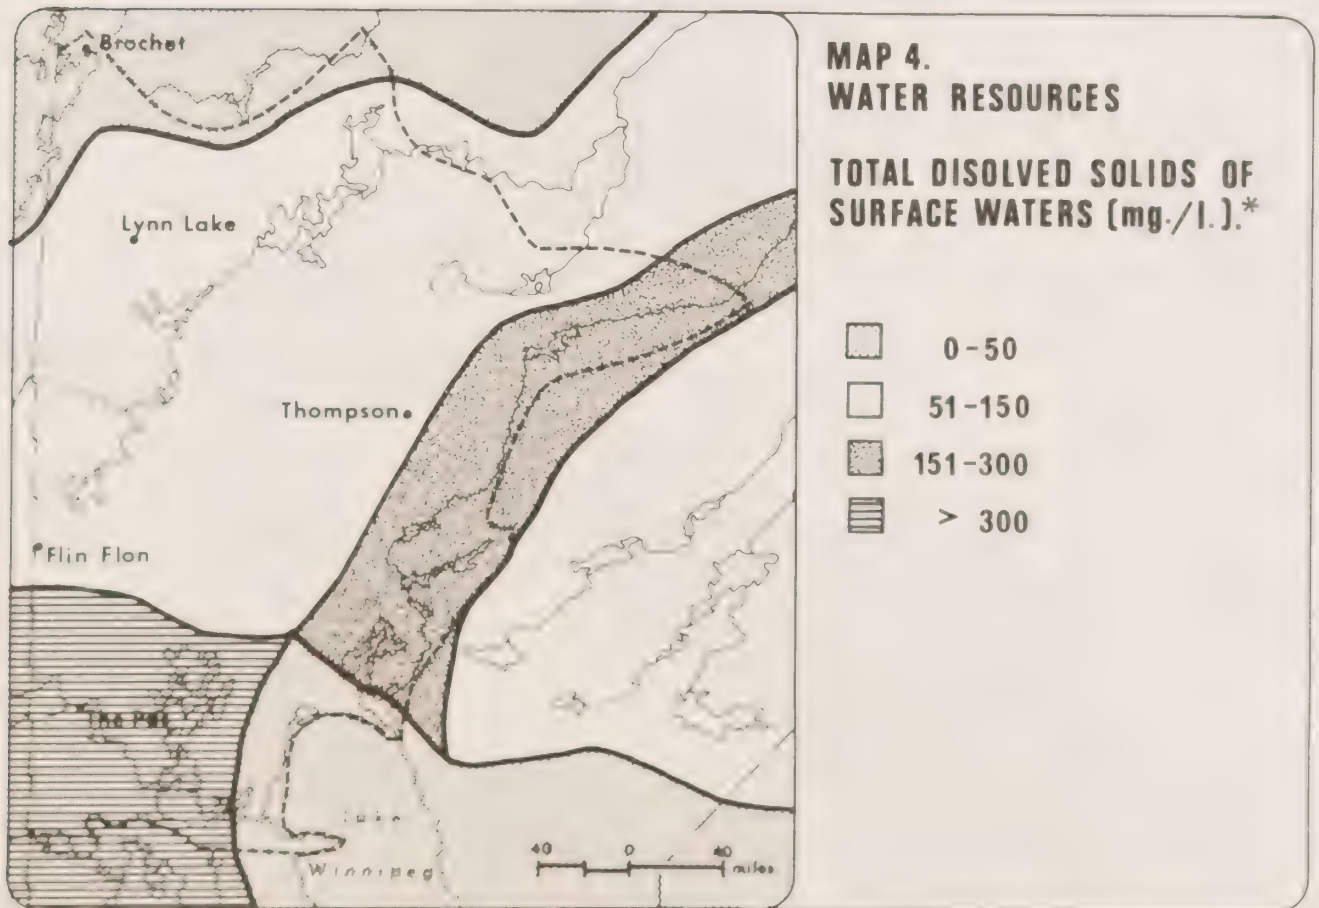 MAP 4.
WATER RESOURCES
TOTAL DISOLVED SOLIDS OF
SURFACE WATERS (mg./l.).*
0-50
51-150
151-300
> 300
Brochet
Lynn Lake
Thompson
Flin Flon
The Pas
Lake
Winnipeg
40 0 40
miles